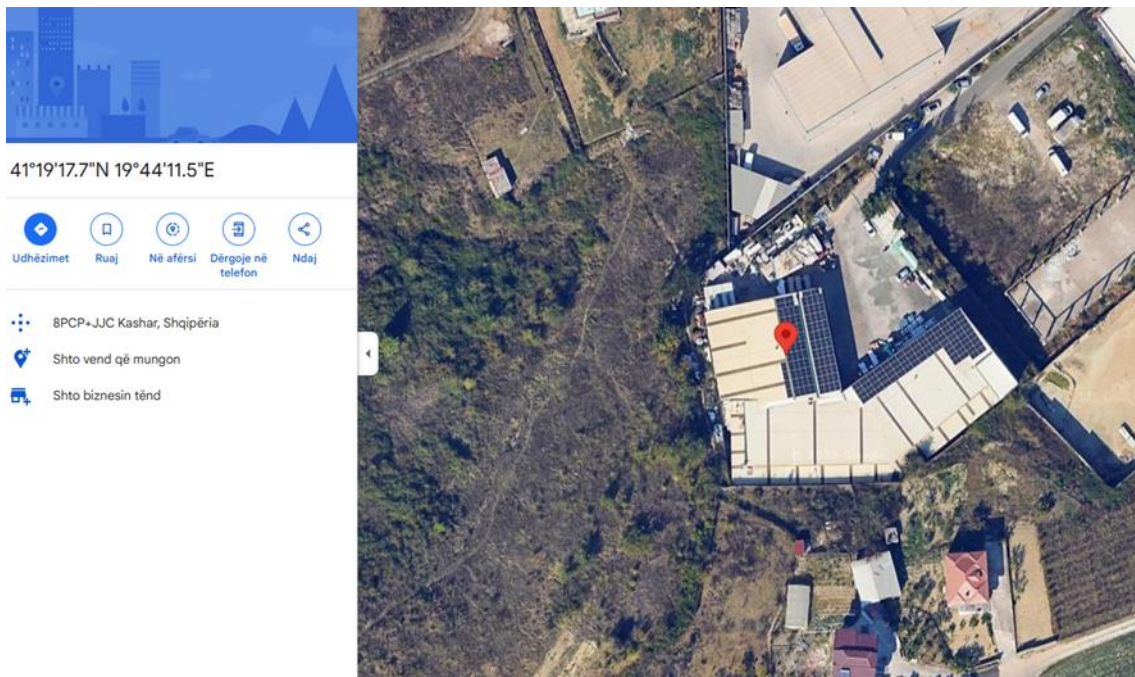 41°19'17.7"N 19°44'11.5"E
Udhëzimet
Ruaj
Në afërsi
Dërgoje në
telefon
Ndaj
8PCP+JJC Kashar, Shqipëria
Shto vend që mungon
Shto biznesin tënd